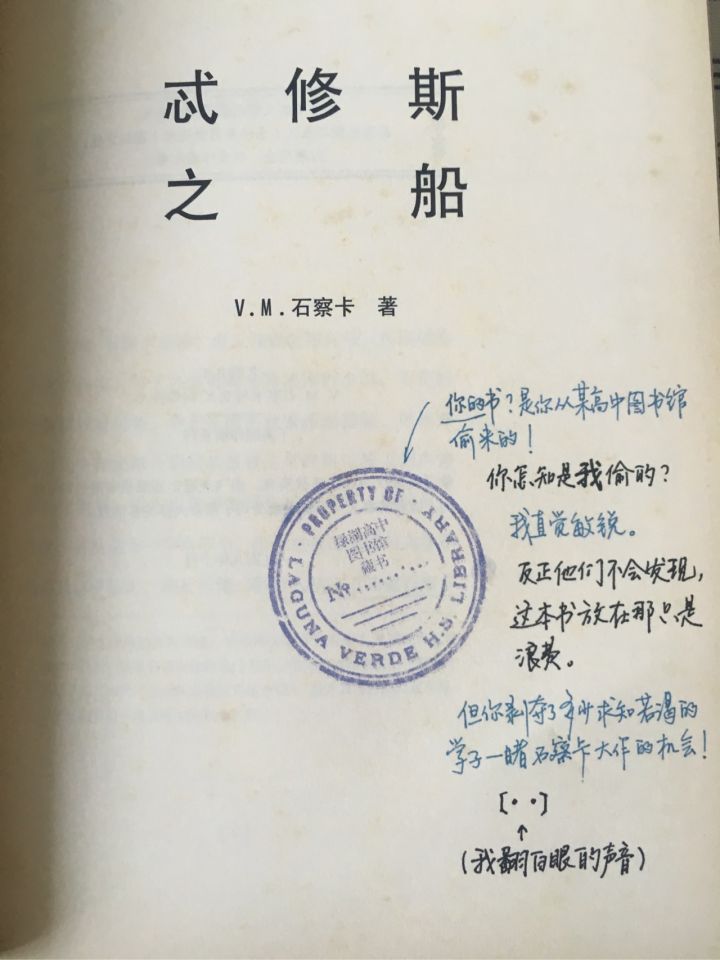 忒修斯
之船
V.M.石察卡 著
你的书?是你从某高中图书馆
偷来的!
你怎知是我偷的?
我直觉敏锐。
反正他们不会发现,
这本书放在那只是
浪费。
但你剥夺了多少求知若渴的
学子一睹石察卡大作的机会!
[··]
(我翻白眼的声音)
· PROPERTY OF ·
LAGUNA VERDE H.S. LIBRARY
绿湖高中
图书馆
藏书
№.........